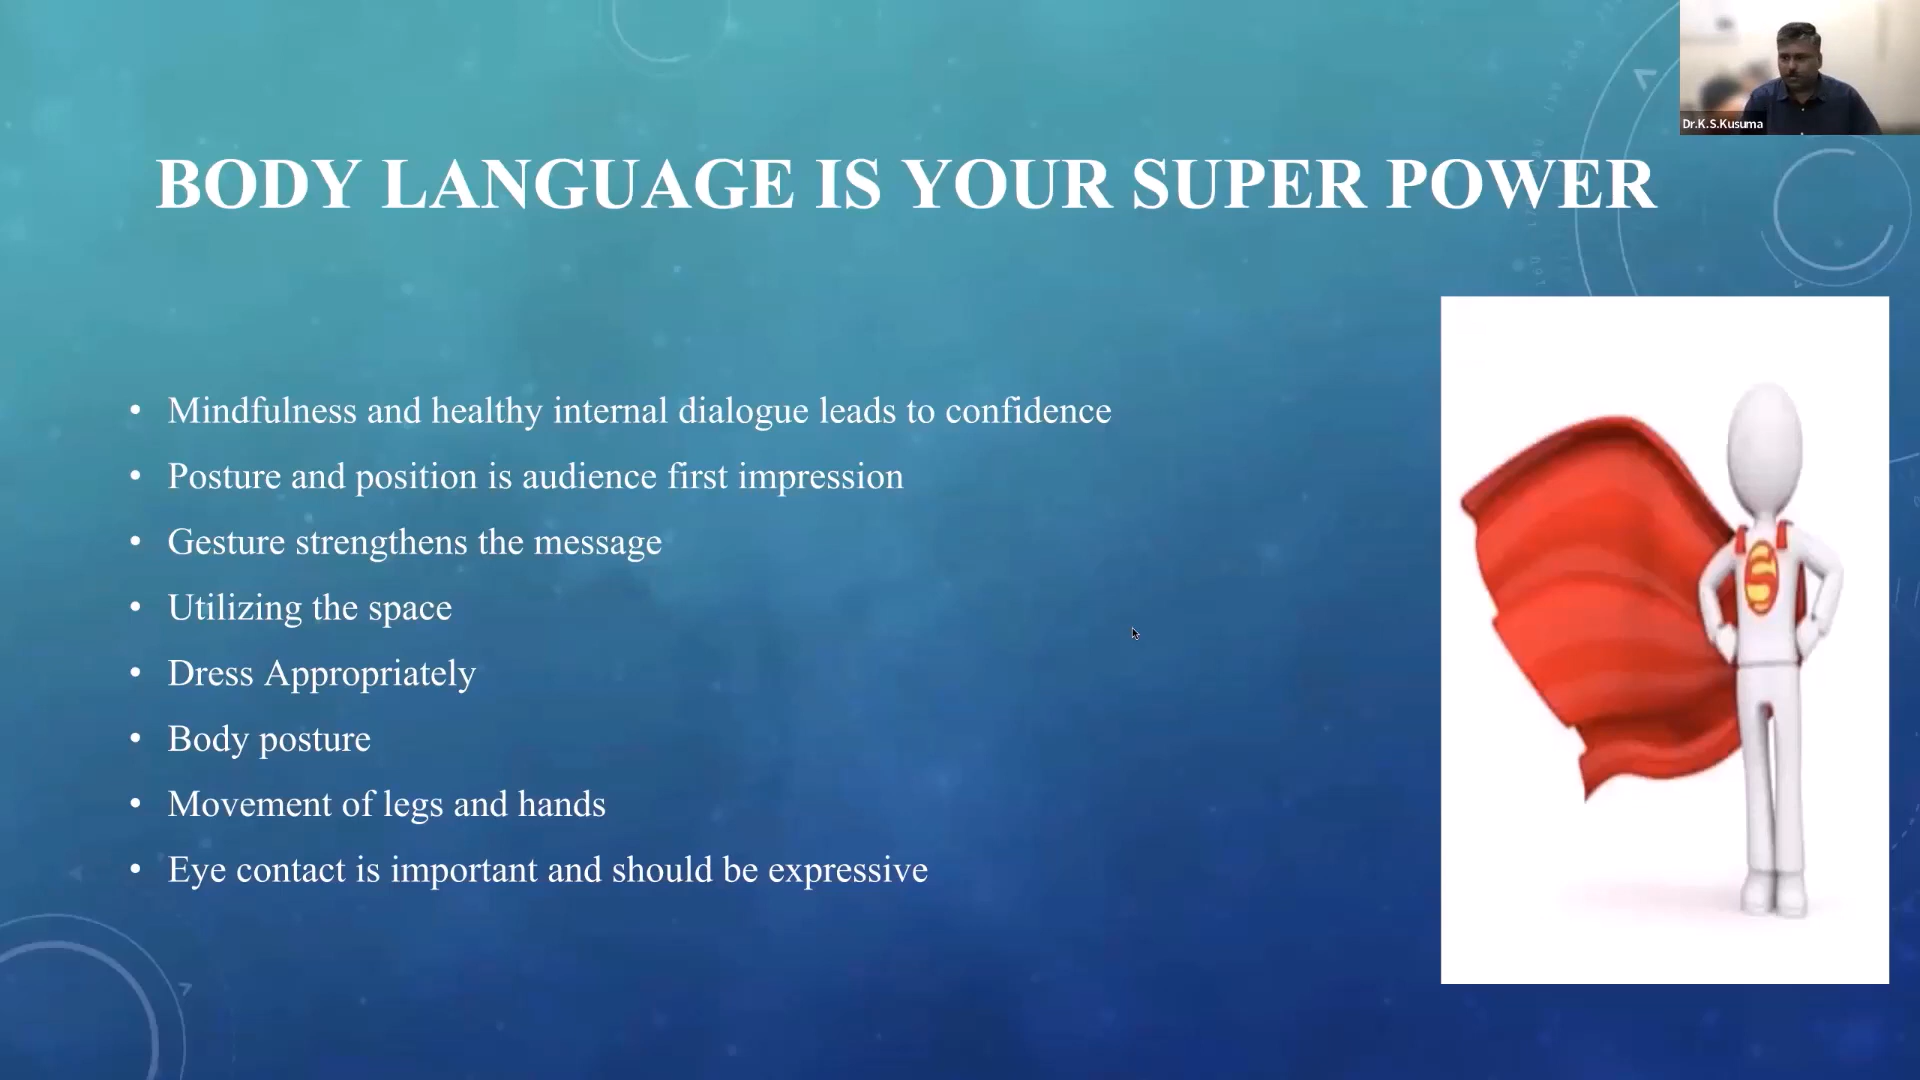 Dr.K.S.Kusuma
BODY LANGUAGE IS YOUR SUPER POWER
• Mindfulness and healthy internal dialogue leads to confidence
• Posture and position is audience first impression
• Gesture strengthens the message
• Utilizing the space
• Dress Appropriately
• Body posture
• Movement of legs and hands
• Eye contact is important and should be expressive
S